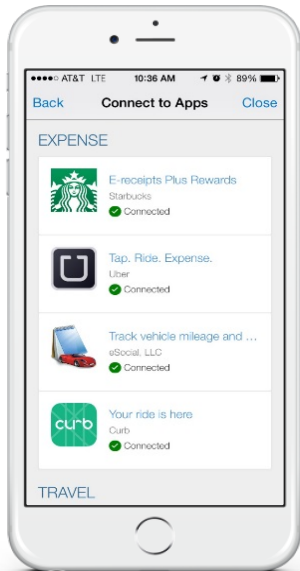 AT&T LTE 10:36 AM 89%
Back Connect to Apps Close
EXPENSE
E-receipts Plus Rewards
Starbucks
Connected
Tap. Ride. Expense.
Uber
Connected
Track vehicle mileage and ...
eSocial, LLC
Connected
curb
Your ride is here
Curb
Connected
TRAVEL